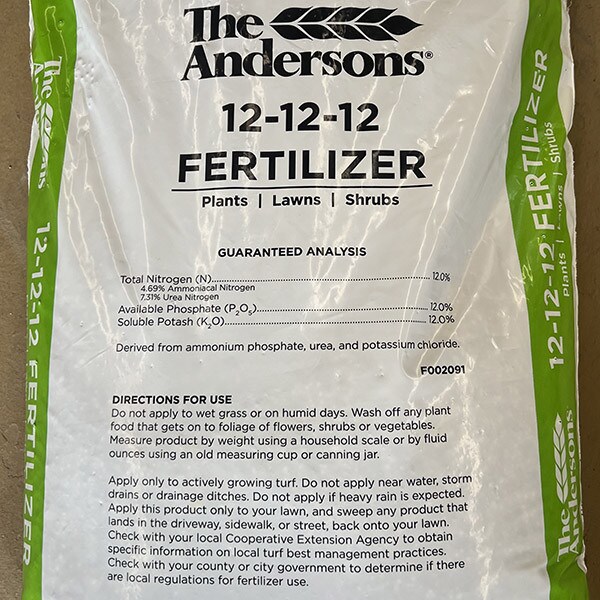 The
Andersons®
12-12-12
FERTILIZER
Plants | Lawns | Shrubs
GUARANTEED ANALYSIS
Total Nitrogen (N)........................................................ 12.0%
4.69% Ammoniacal Nitrogen
7.31% Urea Nitrogen
Available Phosphate (P₂O₅)............................................. 12.0%
Soluble Potash (K₂O)..................................................... 12.0%
Derived from ammonium phosphate, urea, and potassium chloride.
F002091
DIRECTIONS FOR USE
Do not apply to wet grass or on humid days. Wash off any plant
food that gets on to foliage of flowers, shrubs or vegetables.
Measure product by weight using a household scale or by fluid
ounces using an old measuring cup or canning jar.
Apply only to actively growing turf. Do not apply near water, storm
drains or drainage ditches. Do not apply if heavy rain is expected.
Apply this product only to your lawn, and sweep any product that
lands in the driveway, sidewalk, or street, back onto your lawn.
Check with your local Cooperative Extension Agency to obtain
specific information on local turf best management practices.
Check with your county or city government to determine if there
are local regulations for fertilizer use.
The
12-12-12 FERTILIZER
12-12-12 FERTILIZER
Plants | Lawns | Shrubs
The
Andersons